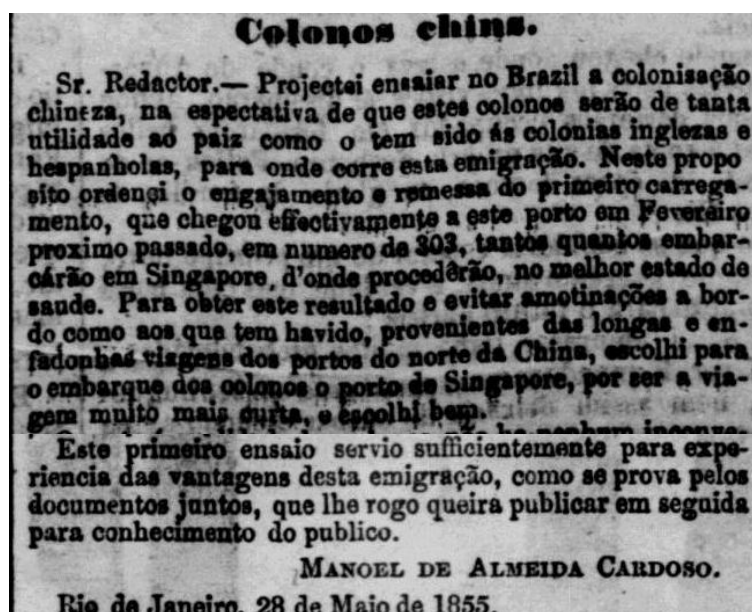 Colonos chins.
Sr. Redactor.— Projectei ensaiar no Brazil a colonisação
chineza, na espectativa de que estes colonos serão de tanta
utilidade ao paiz como o tem sido ás colonias inglezas e
hespanholas, para onde corre esta emigração. Neste propo
sito ordenei o engajamento e remessa do primeiro carrega-
mento, que chegou effectivamente a este porto em Fevereiro
proximo passado, em numero de 303, tantos quantos embar-
cárão em Singapore, d'onde procedêrão, no melhor estado de
saude. Para obter este resultado e evitar amotinações a bor-
do como aos que tem havido, provenientes das longas e en-
fadonhas viagens dos portos do norte da China, escolhi para
o embarque dos colonos o porto de Singapore, por ser a via-
gem muito mais curta, e escolhi bem.
nenhum inconve-
Este primeiro ensaio servio sufficientemente para expe-
riencia das vantagens desta emigração, como se prova pelos
documentos juntos, que lhe rogo queira publicar em seguida
para conhecimento do publico.
MANOEL DE ALMEIDA CARDOSO.
Rio de Janeiro, 28 de Maio de 1855.